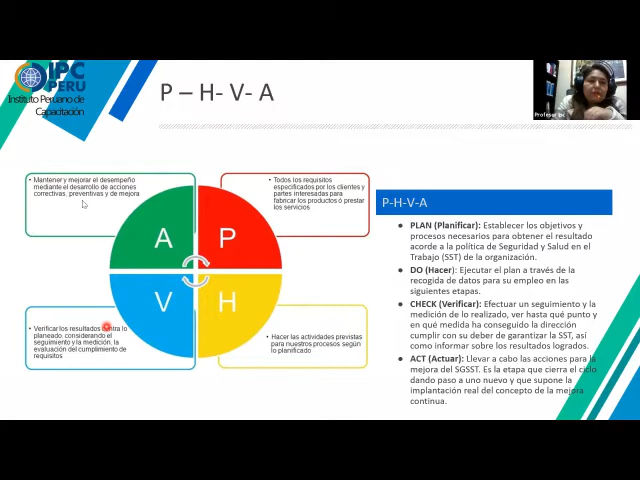 IPC
PERU
Instituto Peruano de
Capacitación
P – H- V- A
Profesor ipc
• Mantener y mejorar el desempeño
mediante el desarrollo de acciones
correctivas, preventivas y de mejora
• Todos los requisitos
especificados por los clientes y
partes interesadas para
fabricar los productos ó prestar
los servicios
A
P
V
H
• Verificar los resultados contra lo
planeado, considerando el
seguimiento y la medición, la
evaluación del cumplimiento de
requisitos
• Hacer las actividades previstas
para nuestros procesos según
lo planificado
P-H-V-A
● PLAN (Planificar): Establecer los objetivos y
procesos necesarios para obtener el resultado
acorde a la política de Seguridad y Salud en el
Trabajo (SST) de la organización.
● DO (Hacer): Ejecutar el plan a través de la
recogida de datos para su empleo en las
siguientes etapas.
● CHECK (Verificar): Efectuar un seguimiento y la
medición de lo realizado, ver hasta qué punto y
en qué medida ha conseguido la dirección
cumplir con su deber de garantizar la SST, así
como informar sobre los resultados logrados.
● ACT (Actuar): Llevar a cabo las acciones para la
mejora del SGSST. Es la etapa que cierra el ciclo
dando paso a uno nuevo y que supone la
implantación real del concepto de la mejora
continua.